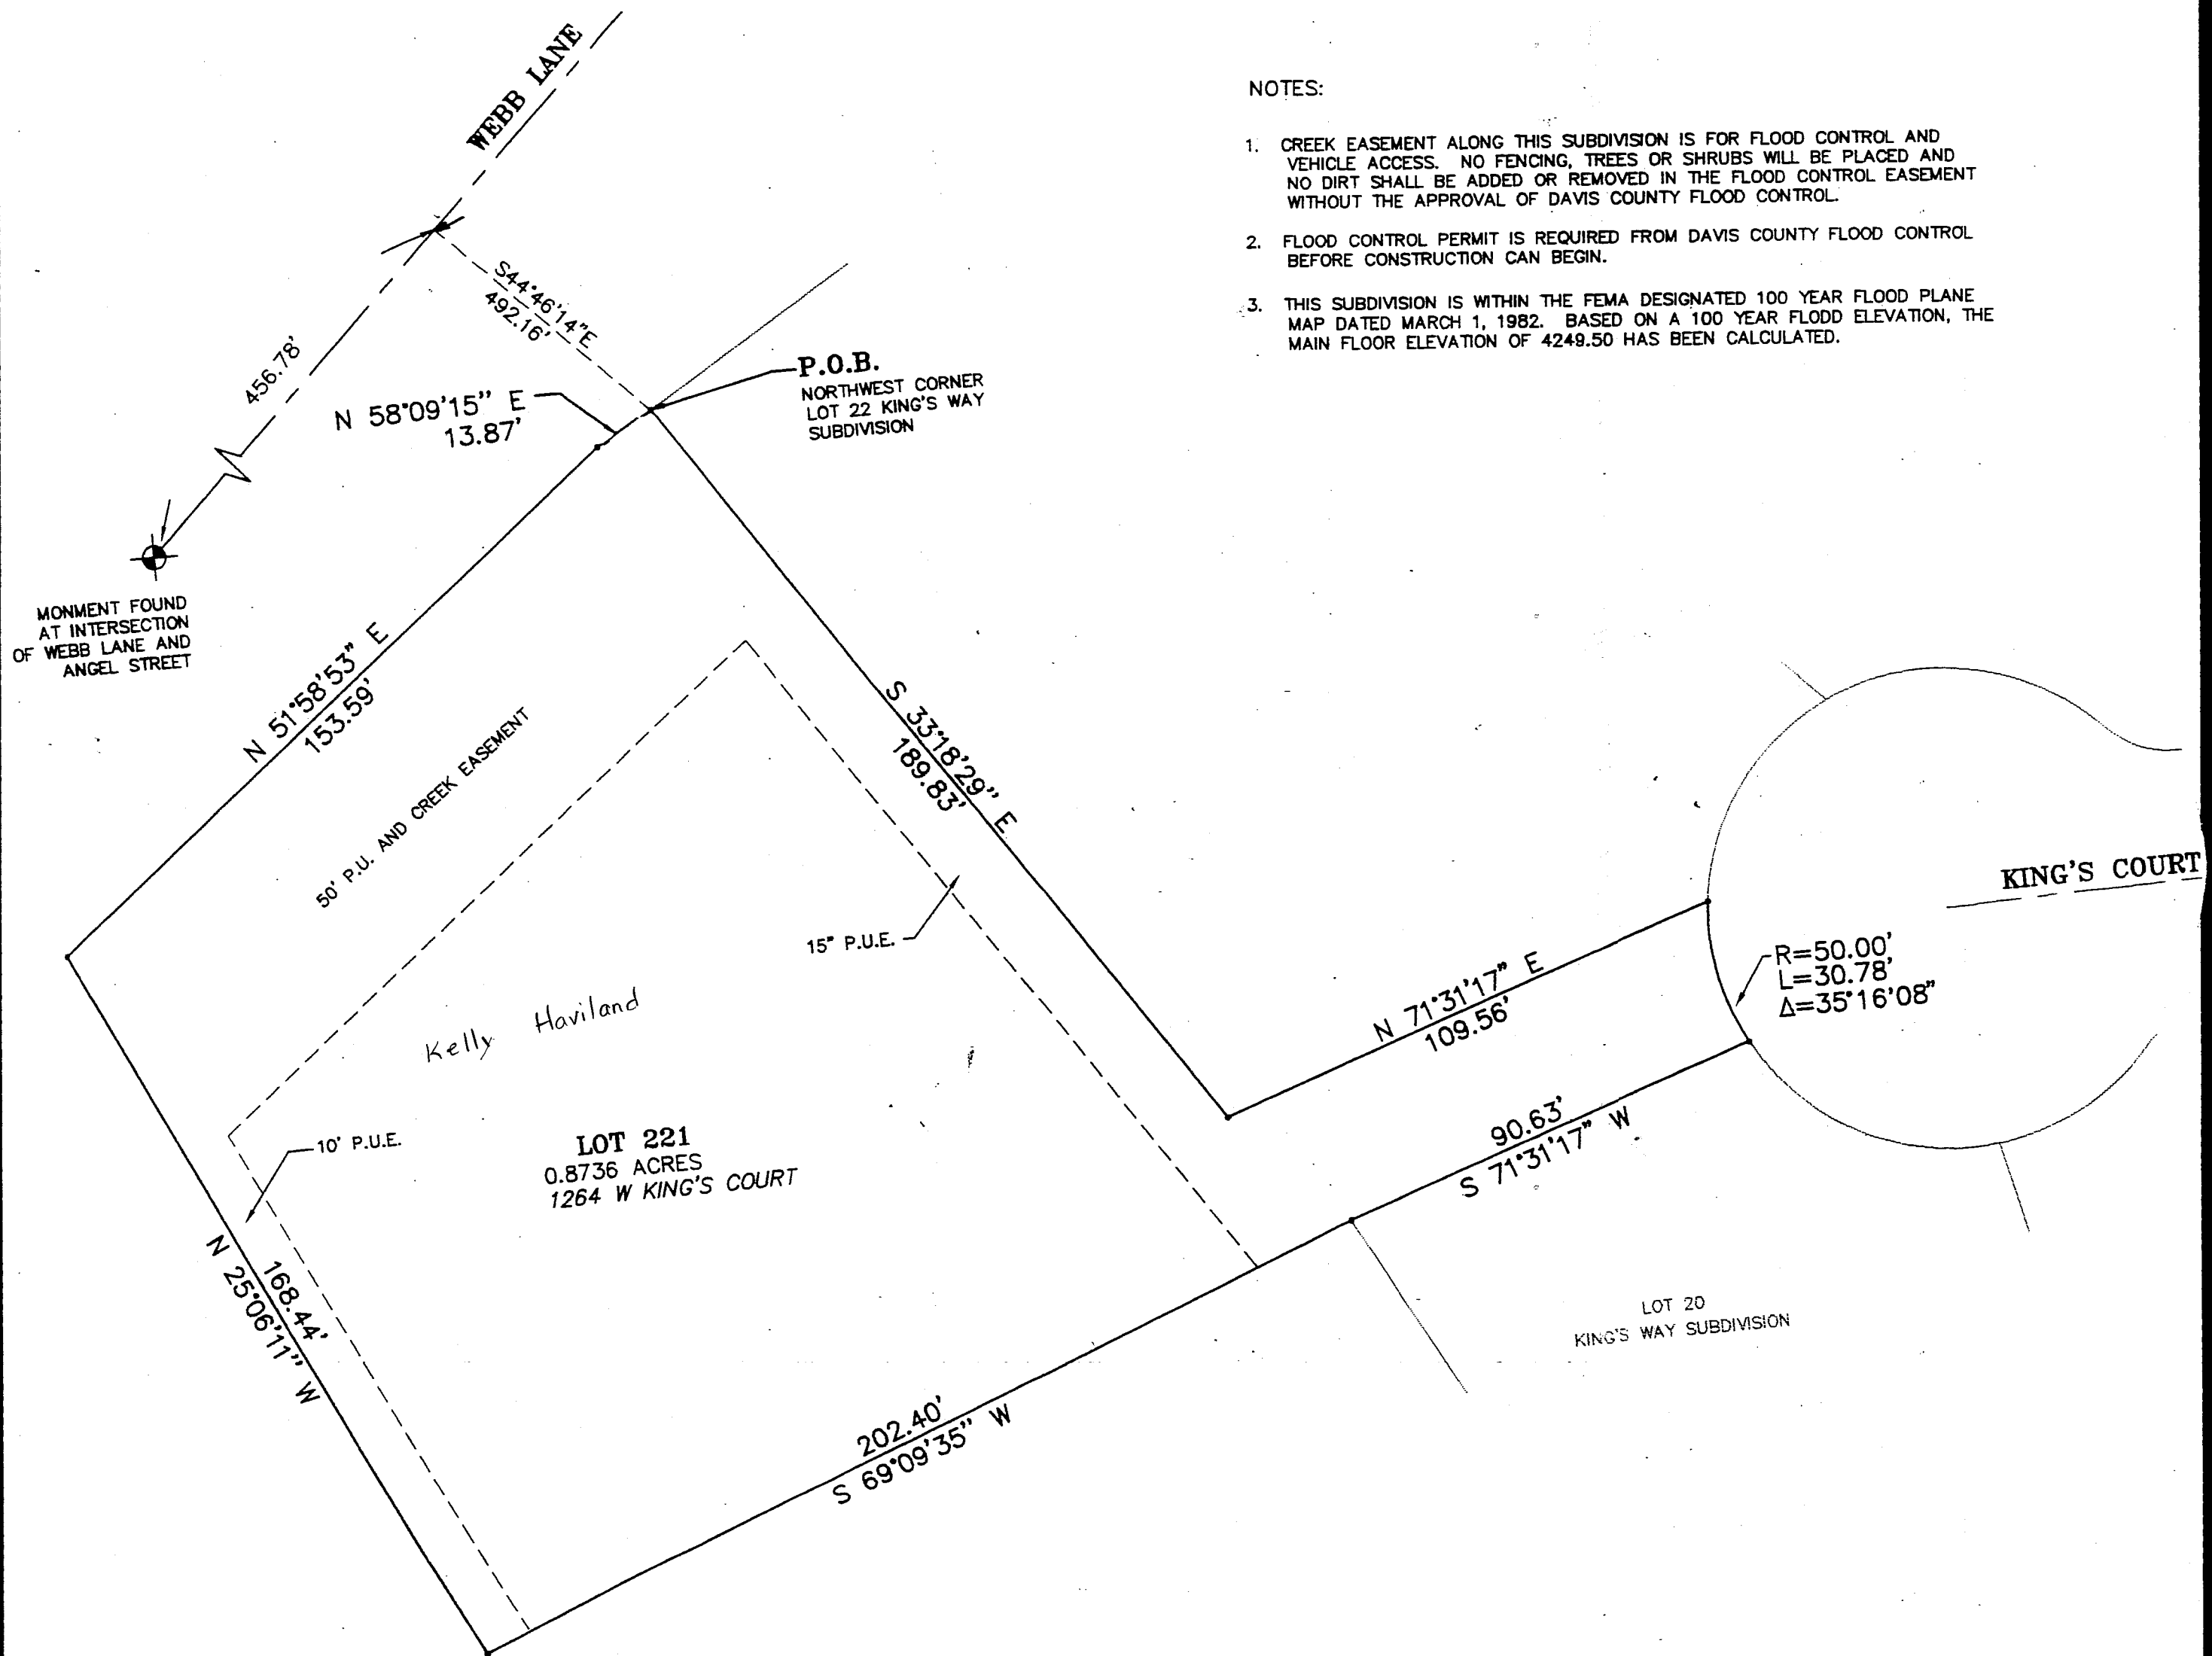 WEBB LANE
NOTES:
1. CREEK EASEMENT ALONG THIS SUBDIVISION IS FOR FLOOD CONTROL AND
VEHICLE ACCESS. NO FENCING, TREES OR SHRUBS WILL BE PLACED AND
NO DIRT SHALL BE ADDED OR REMOVED IN THE FLOOD CONTROL EASEMENT
WITHOUT THE APPROVAL OF DAVIS COUNTY FLOOD CONTROL.
2. FLOOD CONTROL PERMIT IS REQUIRED FROM DAVIS COUNTY FLOOD CONTROL
BEFORE CONSTRUCTION CAN BEGIN.
3. THIS SUBDIVISION IS WITHIN THE FEMA DESIGNATED 100 YEAR FLOOD PLANE
MAP DATED MARCH 1, 1982. BASED ON A 100 YEAR FLODD ELEVATION, THE
MAIN FLOOR ELEVATION OF 4249.50 HAS BEEN CALCULATED.
S44°46'14"E
492.16'
456.78'
P.O.B.
NORTHWEST CORNER
LOT 22 KING'S WAY
SUBDIVISION
N 58°09'15" E
13.87'
MONMENT FOUND
AT INTERSECTION
OF WEBB LANE AND
ANGEL STREET
N 51°58'53" E
153.59'
50' P.U. AND CREEK EASEMENT
S 33°18'29" E
189.83'
15" P.U.E.
KING'S COURT
N 71°31'17" E
109.56'
R=50.00'
L=30.78'
Δ=35°16'08"
Kelly Haviland
10' P.U.E.
LOT 221
0.8736 ACRES
1264 W KING'S COURT
90.63'
S 71°31'17" W
168.44'
N 25°06'11" W
LOT 20
KING'S WAY SUBDIVISION
202.40'
S 69°09'35" W